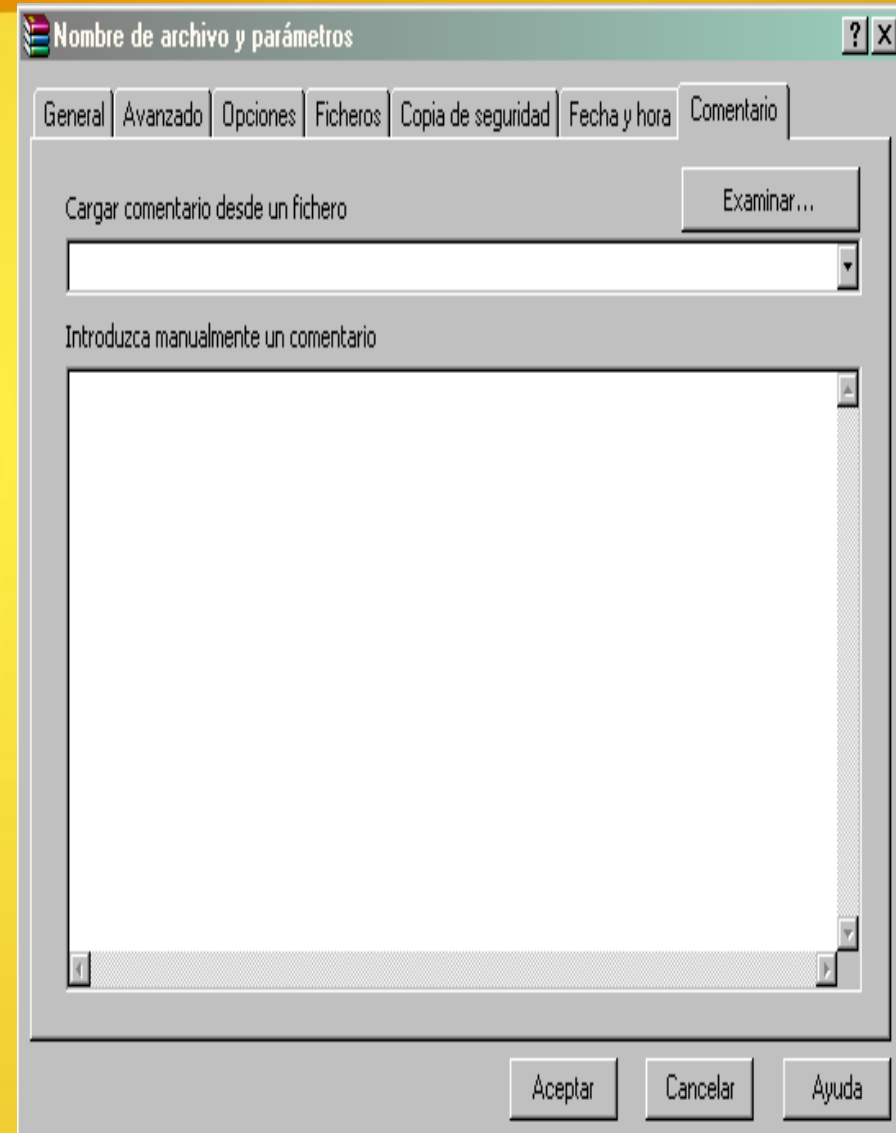 Nombre de archivo y parámetros
General Avanzado Opciones Ficheros Copia de seguridad Fecha y hora Comentario
Examinar...
Cargar comentario desde un fichero
Introduzca manualmente un comentario
Aceptar Cancelar Ayuda